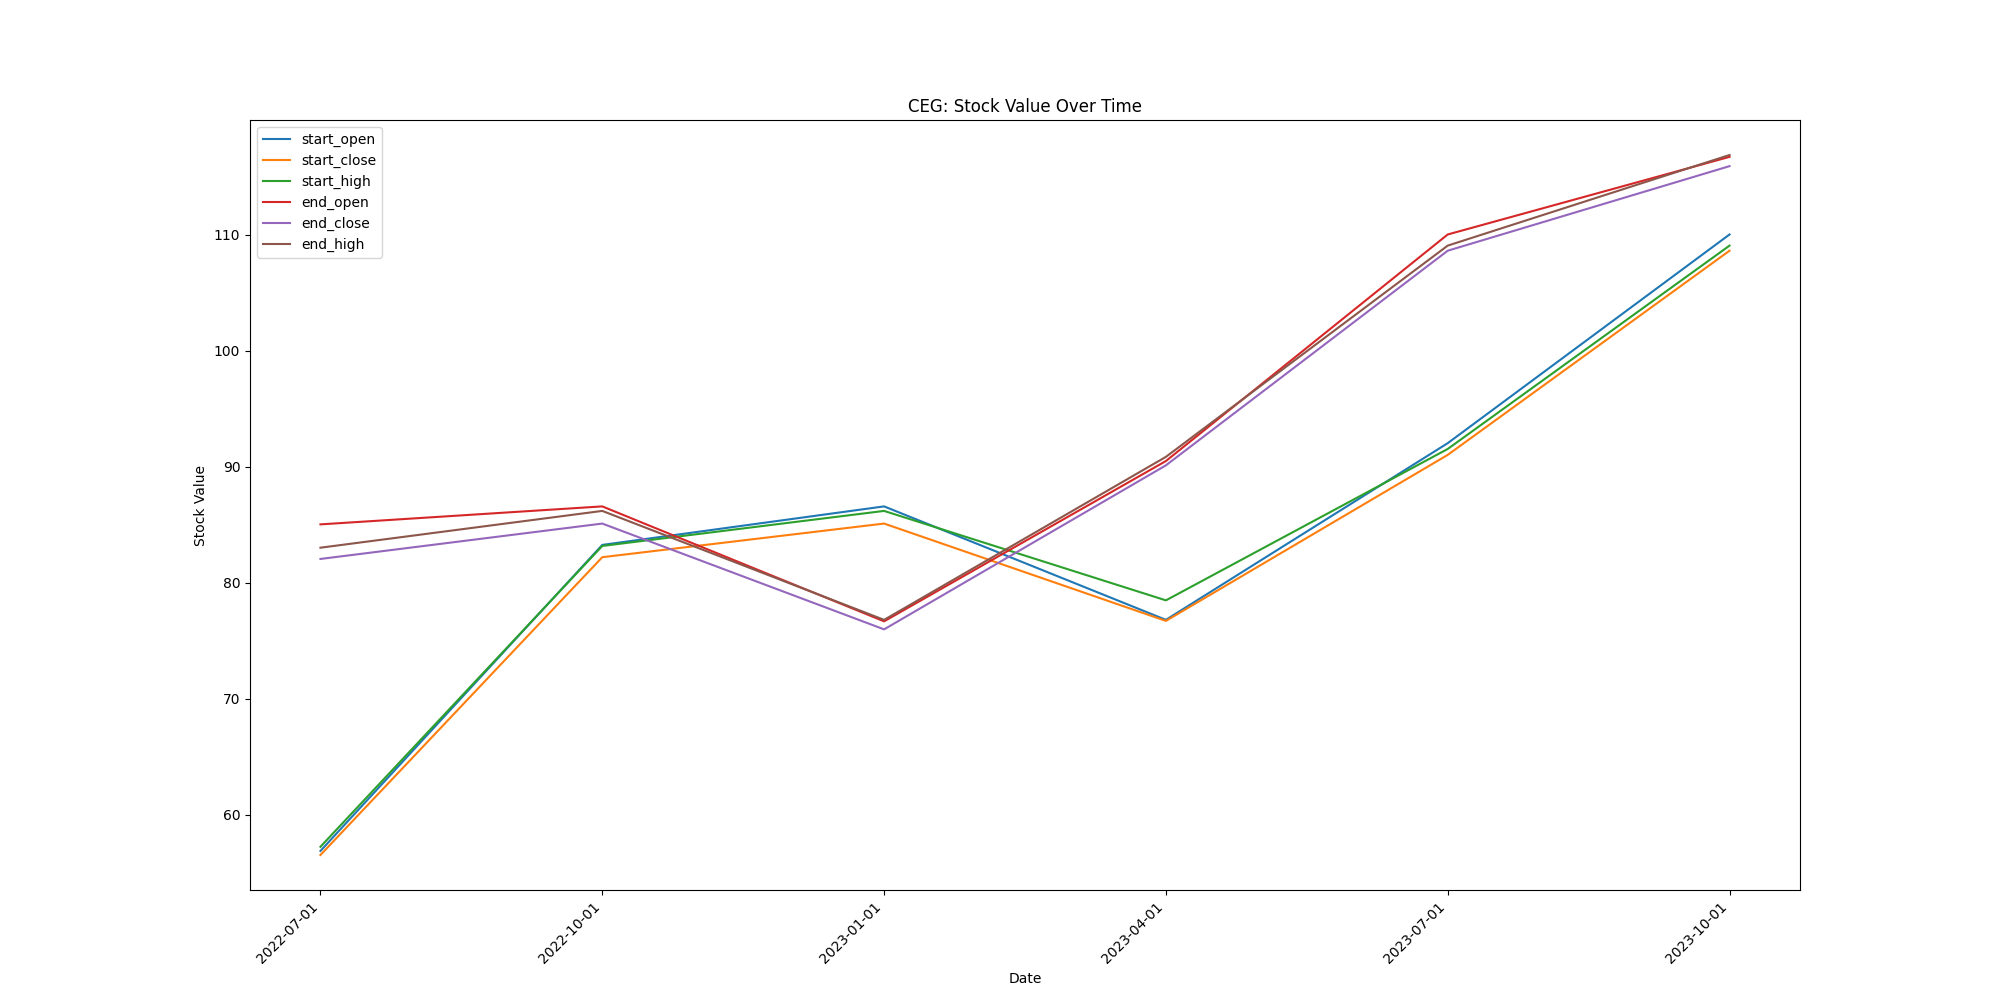 CEG: Stock Value Over Time
start_open
start_close
start_high
end_open
end_close
end_high
Stock Value
110
100
90
80
70
60
2022-07-01
2022-10-01
2023-01-01
2023-04-01
2023-07-01
2023-10-01
Date